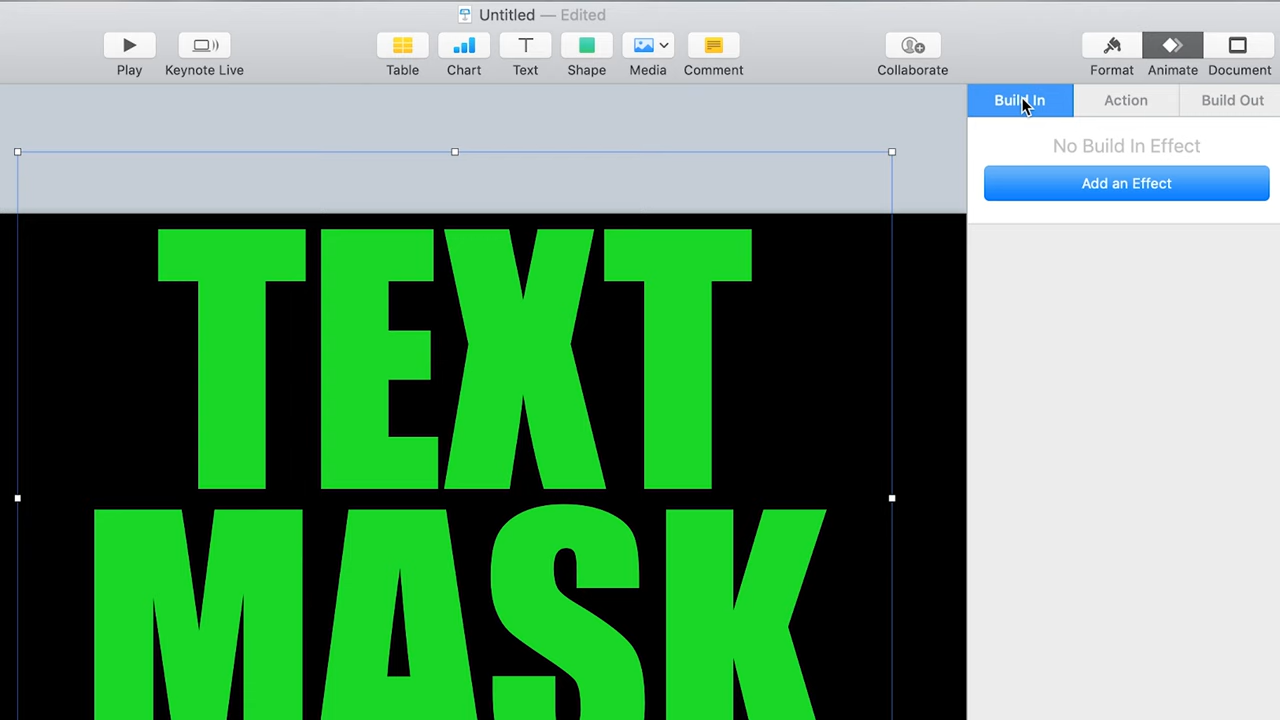 Untitled — Edited
Play Keynote Live Table Chart Text Shape Media Comment Collaborate Format Animate Document
Build In Action Build Out
No Build In Effect
Add an Effect
TEXT
MASK